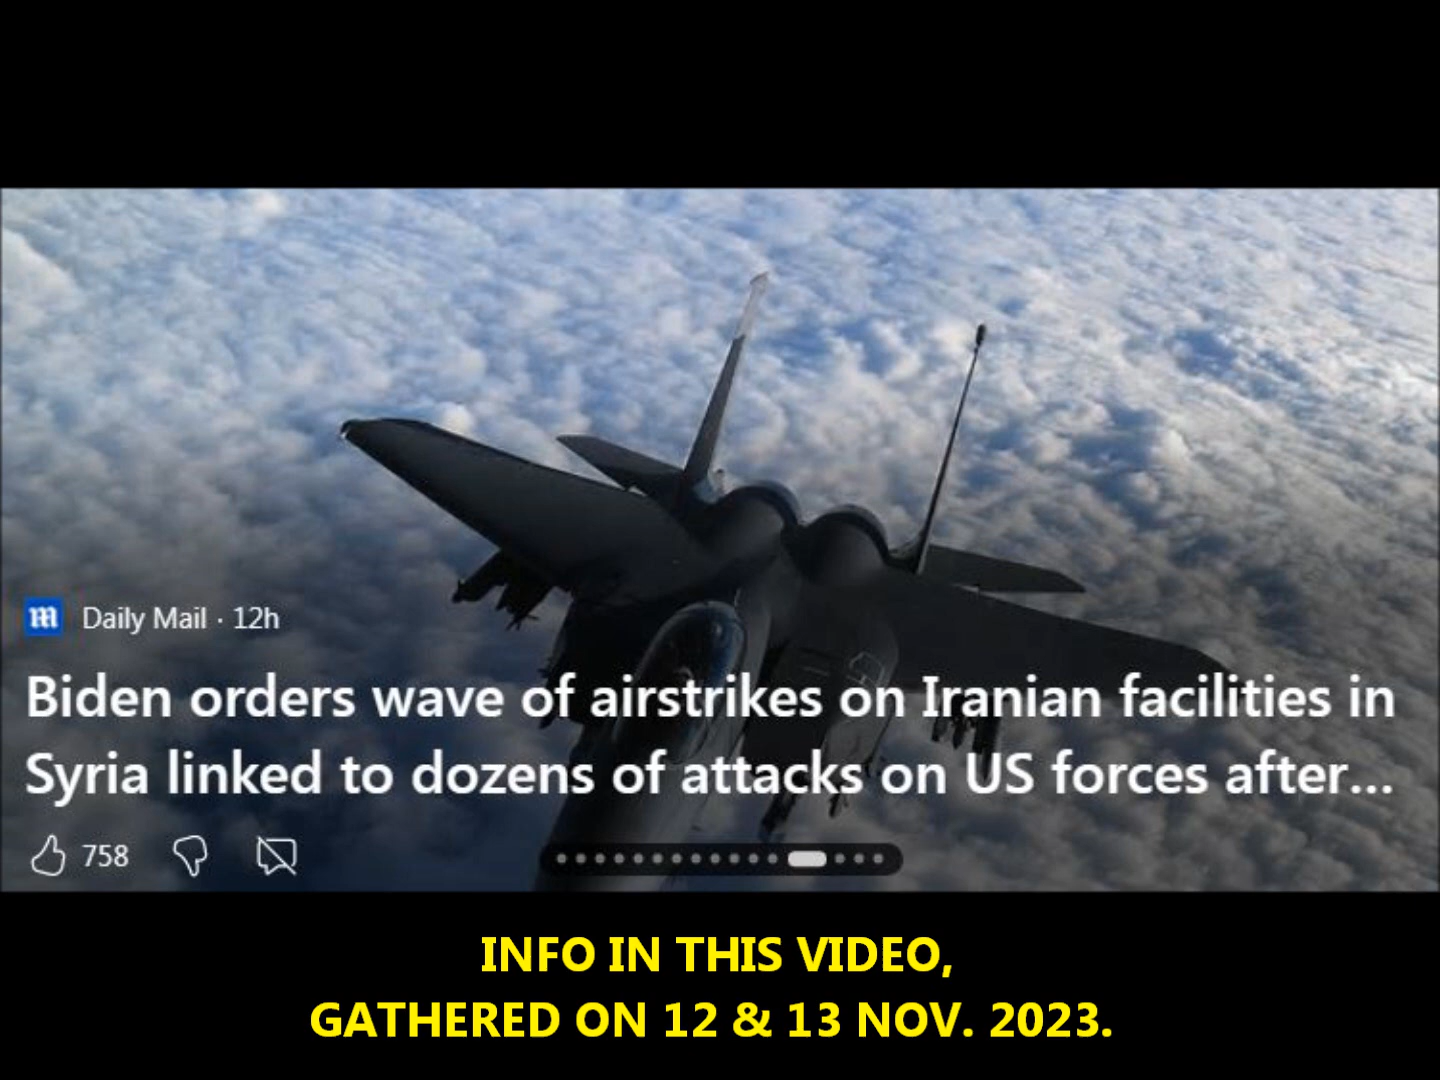 Daily Mail · 12h
Biden orders wave of airstrikes on Iranian facilities in
Syria linked to dozens of attacks on US forces after...
758
INFO IN THIS VIDEO,
GATHERED ON 12 & 13 NOV. 2023.